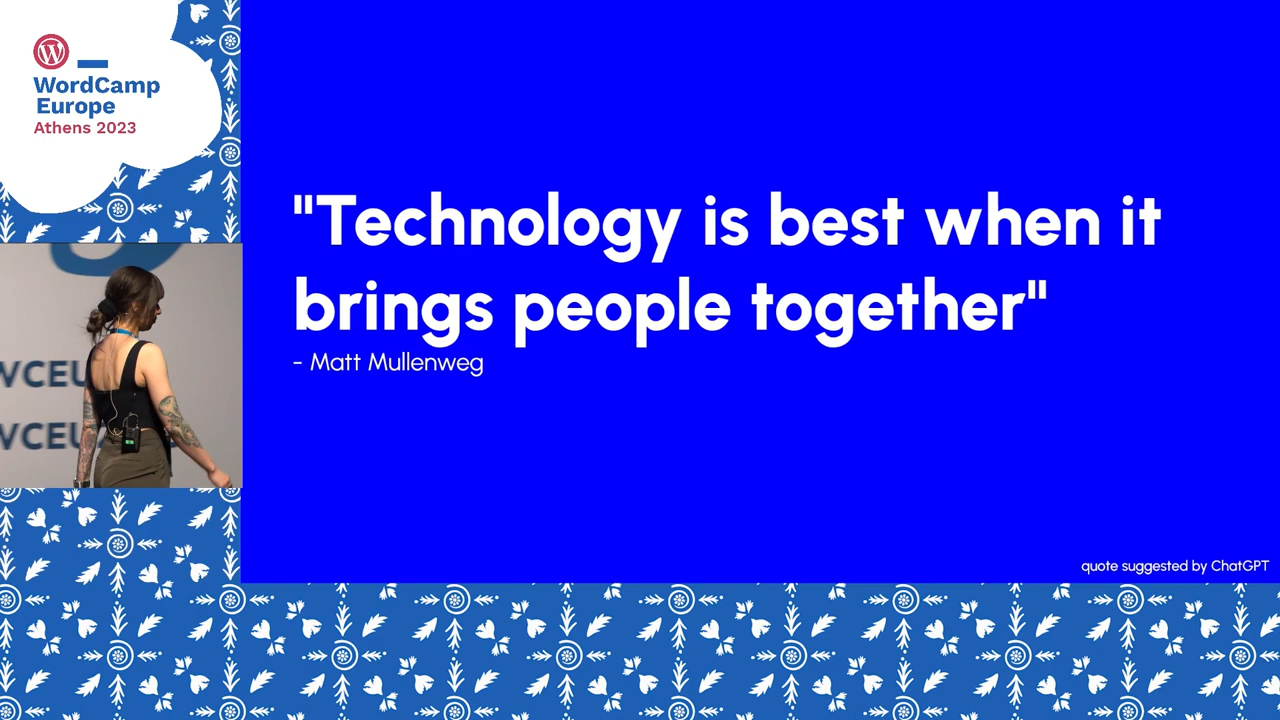 WordCamp
Europe
Athens 2023
"Technology is best when it
brings people together"
- Matt Mullenweg
WCEU
WCEU
quote suggested by ChatGPT